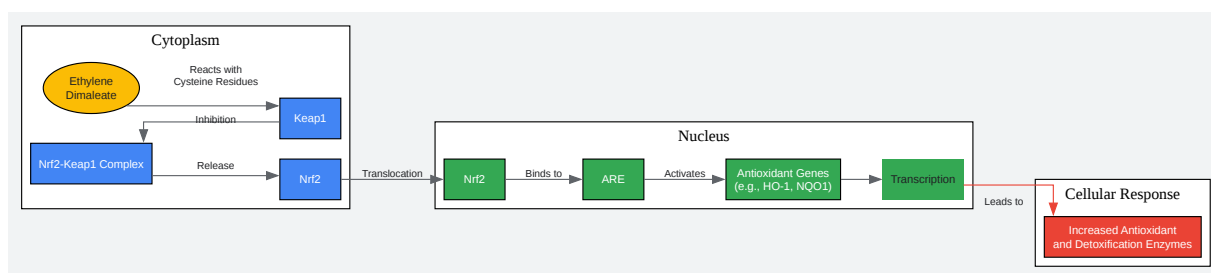 Cytoplasm
Ethylene
Dimaleate
Reacts with
Cysteine Residues
Keap1
Inhibition
Nrf2-Keap1 Complex
Release
Nrf2
Translocation
Nucleus
Nrf2
Binds to
ARE
Activates
Antioxidant Genes
(e.g., HO-1, NQO1)
Transcription
Leads to
Cellular Response
Increased Antioxidant
and Detoxification Enzymes